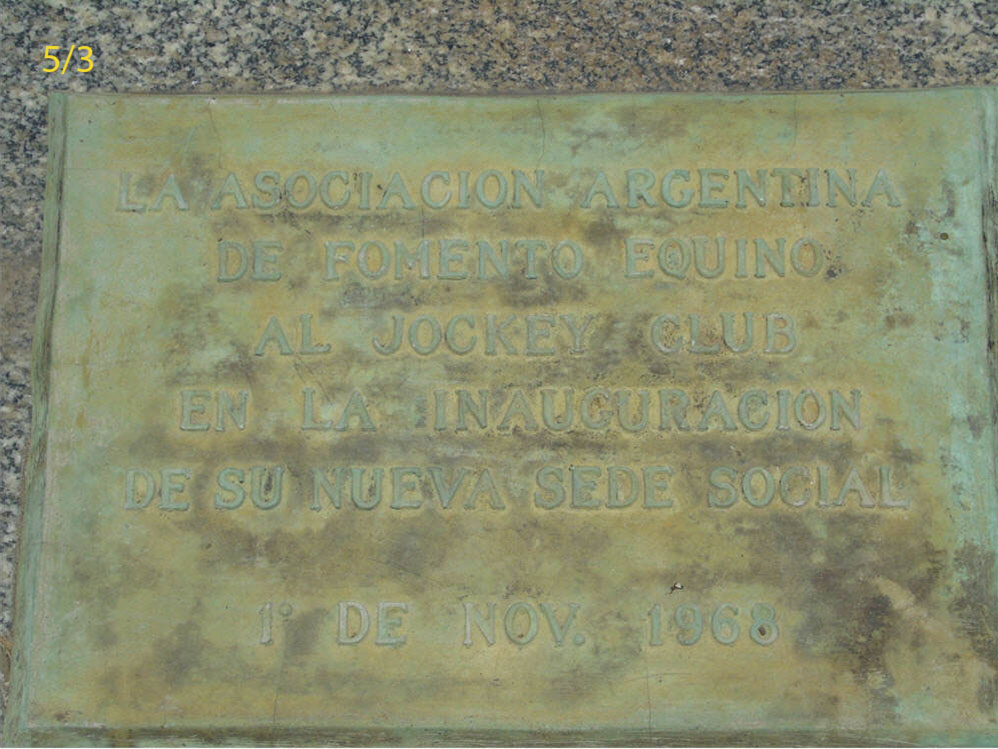 5/3
LA ASOCIACION ARGENTINA
DE FOMENTO EQUINO
AL JOCKEY CLUB
EN LA INAUGURACION
DE SU NUEVA SEDE SOCIAL
1° DE NOV. 1968